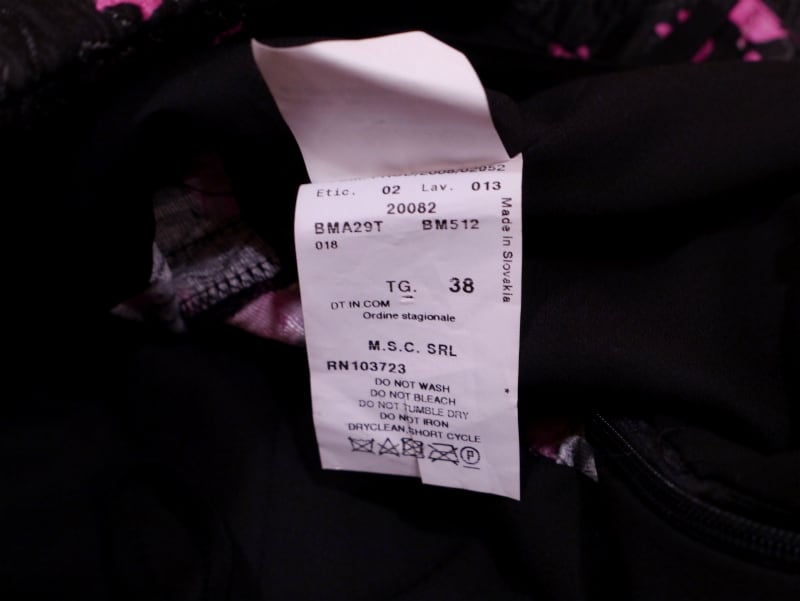 Etic. 02 Lav. 013
20082
BMA29T BM512
018
Made in Slovakia
TG. 38
DT.IN.COM
Ordine stagionale
M.S.C. SRL
RN103723
DO NOT WASH
DO NOT BLEACH
DO NOT TUMBLE DRY
DO NOT IRON
DRYCLEAN.SHORT CYCLE
P